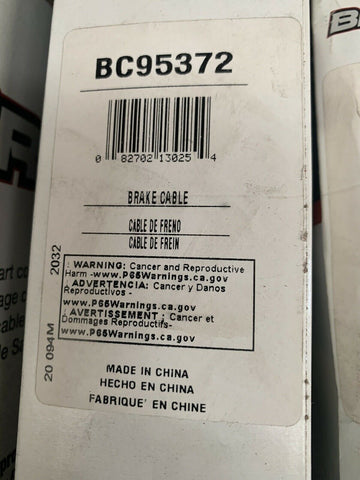 BC95372
0 82702 13025 4
BRAKE CABLE
CABLE DE FRENO
CABLE DE FREIN
WARNING: Cancer and Reproductive
Harm -www.P65Warnings.ca.gov
ADVERTENCIA: Cancer y Danos
Reproductivos -
www.P65Warnings.ca.gov
AVERTISSEMENT : Cancer et
Dommages Reproductifs-
www.P65Warnings.ca.gov
MADE IN CHINA
HECHO EN CHINA
FABRIQUE' EN CHINE
20 094M 2032